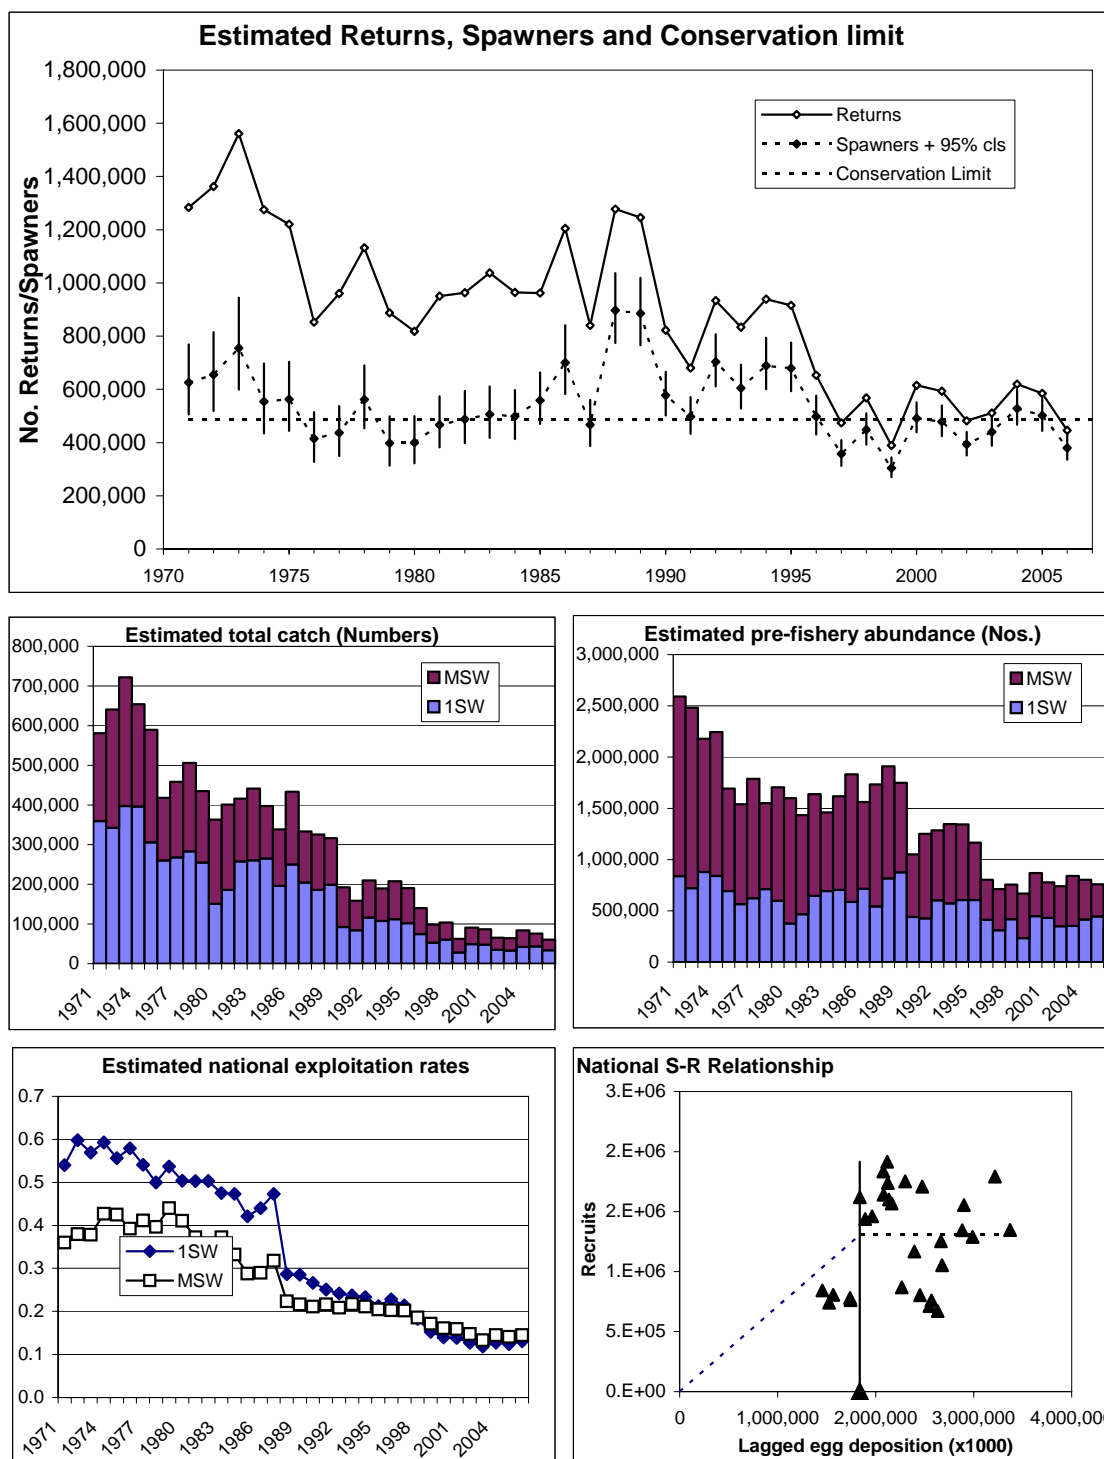 Estimated Returns, Spawners and Conservation limit
No. Returns/Spawners
1,800,000
1,600,000
1,400,000
1,200,000
1,000,000
800,000
600,000
400,000
200,000
0
Returns
Spawners + 95% cls
Conservation Limit
1970 1975 1980 1985 1990 1995 2000 2005
Estimated total catch (Numbers)
800,000
700,000
600,000
500,000
400,000
300,000
200,000
100,000
0
MSW
1SW
1971 1974 1977 1980 1983 1986 1989 1992 1995 1998 2001 2004
Estimated pre-fishery abundance (Nos.)
3,000,000
2,500,000
2,000,000
1,500,000
1,000,000
500,000
0
MSW
1SW
1971 1974 1977 1980 1983 1986 1989 1992 1995 1998 2001 2004
Estimated national exploitation rates
0.7
0.6
0.5
0.4
0.3
0.2
0.1
0.0
1SW
MSW
1971 1974 1977 1980 1983 1986 1989 1992 1995 1998 2001 2004
National S-R Relationship
Recruits
3.E+06
2.E+06
2.E+06
1.E+06
5.E+05
0.E+00
0 1,000,000 2,000,000 3,000,000 4,000,00
Lagged egg deposition (x1000)